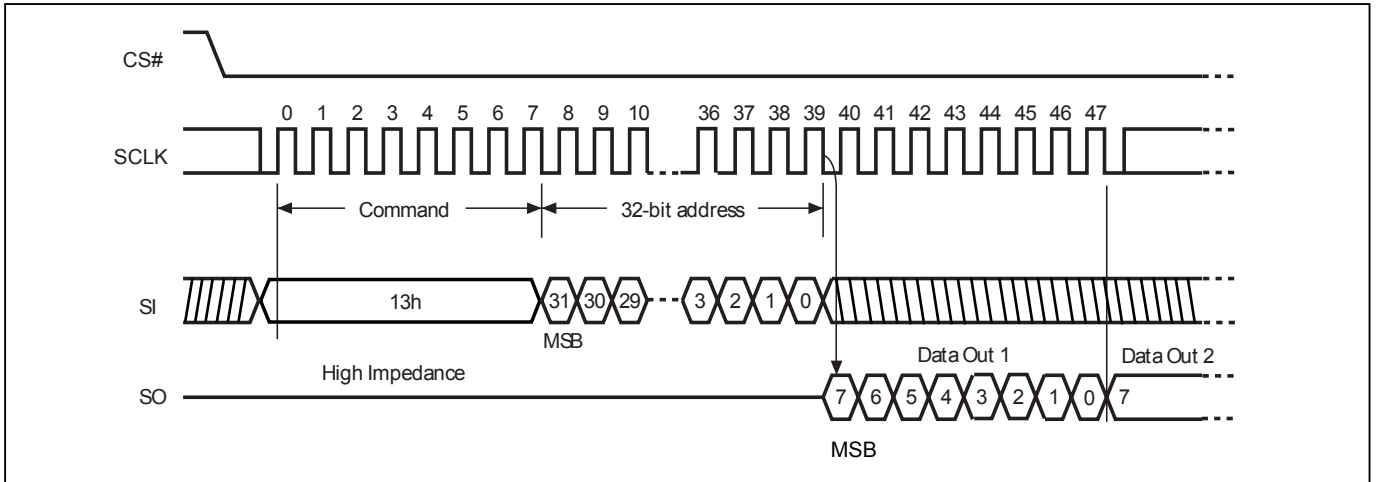 CS#
0 1 2 3 4 5 6 7 8 9 10 36 37 38 39 40 41 42 43 44 45 46 47
SCLK
Command 32-bit address
SI 13h 31 30 29 3 2 1 0
MSB
Data Out 1 Data Out 2
High Impedance
SO 7 6 5 4 3 2 1 0 7
MSB